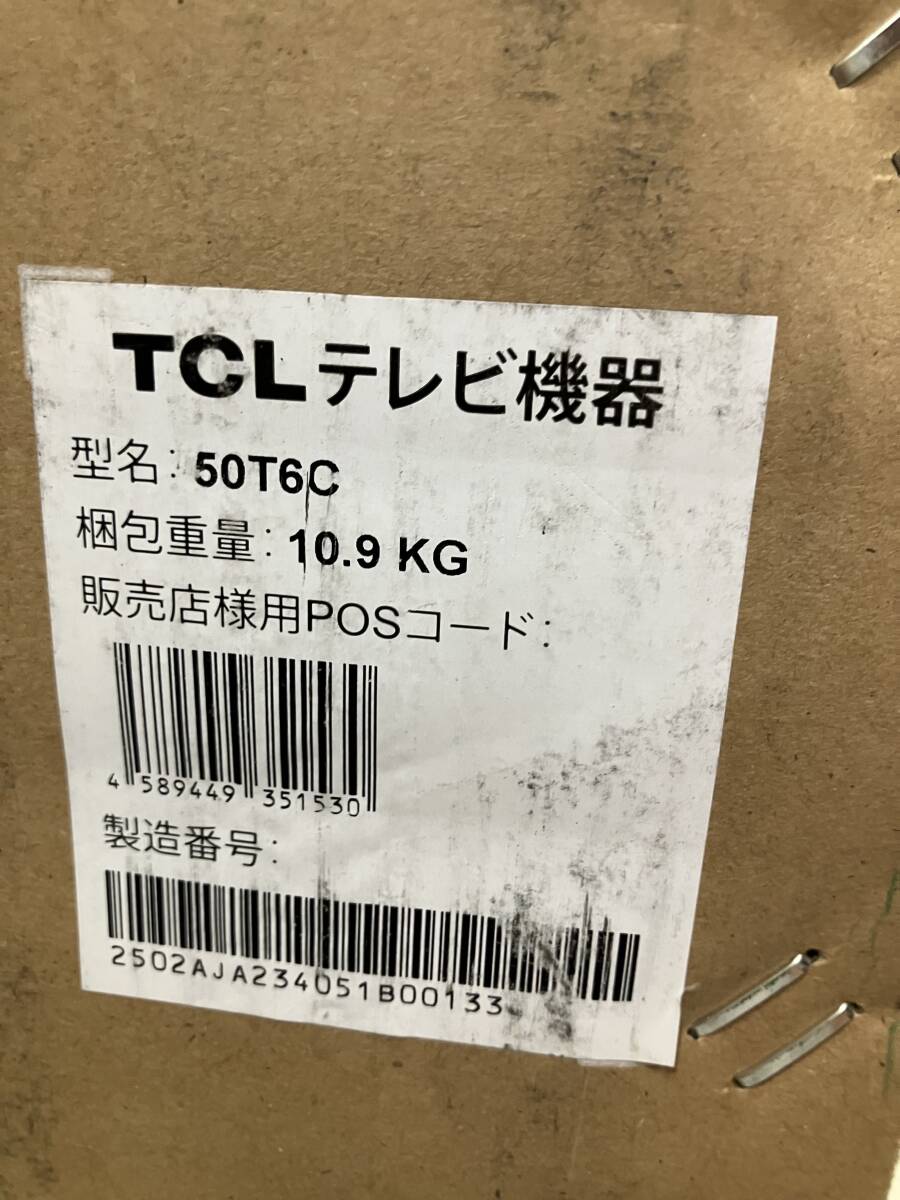 TCLテレビ機器
型名: 50T6C
梱包重量: 10.9 KG
販売店様用POSコード:
4 589449 351530
製造番号:
2502AJA234051B00133